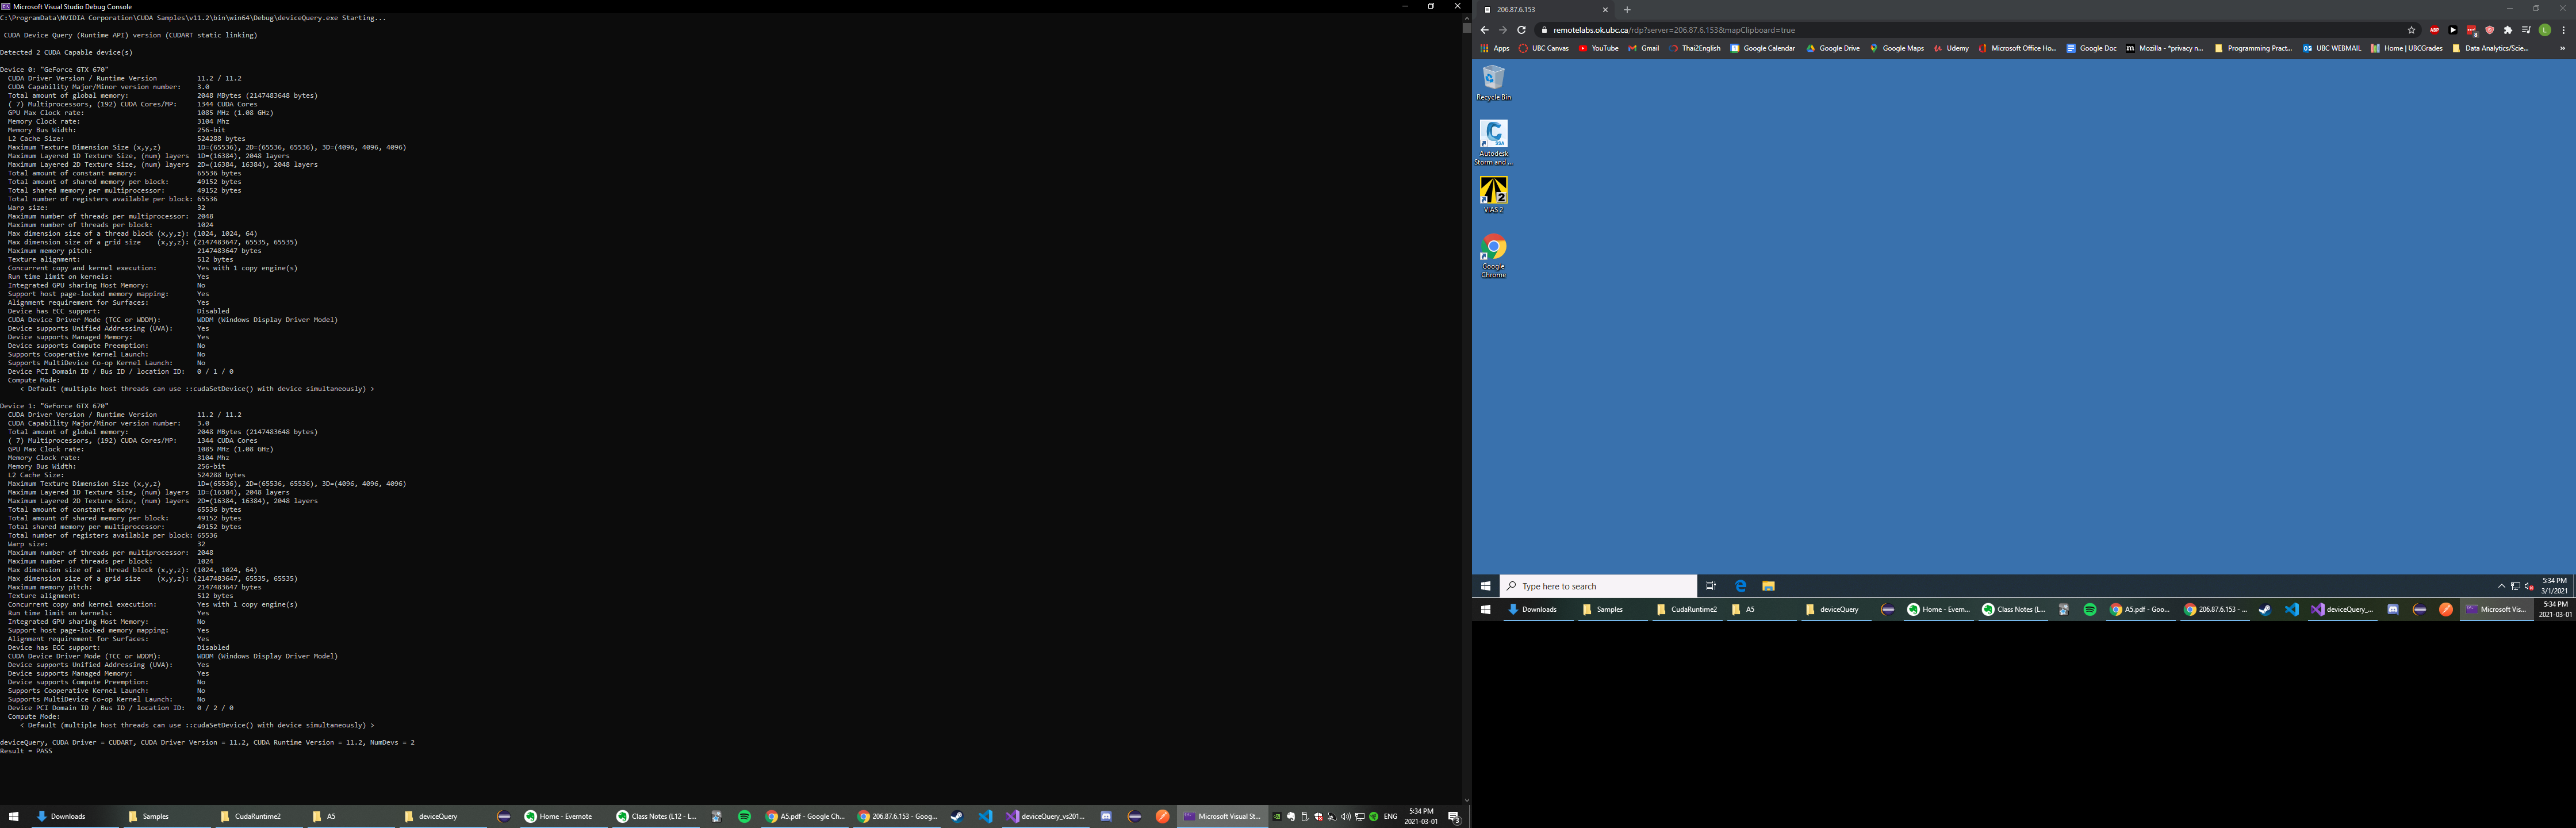 Microsoft Visual Studio Debug Console
C:\ProgramData\NVIDIA Corporation\CUDA Samples\v11.2\bin\win64\Debug\deviceQuery.exe Starting...
CUDA Device Query (Runtime API) version (CUDART static linking)
Detected 2 CUDA Capable device(s)
Device 0: "GeForce GTX 670"
CUDA Driver Version / Runtime Version 11.2 / 11.2
CUDA Capability Major/Minor version number: 3.0
Total amount of global memory: 2048 MBytes (2147483648 bytes)
( 7) Multiprocessors, (192) CUDA Cores/MP: 1344 CUDA Cores
GPU Max Clock rate: 1085 MHz (1.08 GHz)
Memory Clock rate: 3104 Mhz
Memory Bus Width: 256-bit
L2 Cache Size: 524288 bytes
Maximum Texture Dimension Size (x,y,z) 1D=(65536), 2D=(65536, 65536), 3D=(4096, 4096, 4096)
Maximum Layered 1D Texture Size, (num) layers 1D=(16384), 2048 layers
Maximum Layered 2D Texture Size, (num) layers 2D=(16384, 16384), 2048 layers
Total amount of constant memory: 65536 bytes
Total amount of shared memory per block: 49152 bytes
Total shared memory per multiprocessor: 49152 bytes
Total number of registers available per block: 65536
Warp size: 32
Maximum number of threads per multiprocessor: 2048
Maximum number of threads per block: 1024
Max dimension size of a thread block (x,y,z): (1024, 1024, 64)
Max dimension size of a grid size (x,y,z): (2147483647, 65535, 65535)
Maximum memory pitch: 2147483647 bytes
Texture alignment: 512 bytes
Concurrent copy and kernel execution: Yes with 1 copy engine(s)
Run time limit on kernels: Yes
Integrated GPU sharing Host Memory: No
Support host page-locked memory mapping: Yes
Alignment requirement for Surfaces: Yes
Device has ECC support: Disabled
CUDA Device Driver Mode (TCC or WDDM): WDDM (Windows Display Driver Model)
Device supports Unified Addressing (UVA): Yes
Device supports Managed Memory: Yes
Device supports Compute Preemption: No
Supports Cooperative Kernel Launch: No
Supports MultiDevice Co-op Kernel Launch: No
Device PCI Domain ID / Bus ID / location ID: 0 / 1 / 0
Compute Mode:
< Default (multiple host threads can use ::cudaSetDevice() with device simultaneously) >
Device 1: "GeForce GTX 670"
CUDA Driver Version / Runtime Version 11.2 / 11.2
CUDA Capability Major/Minor version number: 3.0
Total amount of global memory: 2048 MBytes (2147483648 bytes)
( 7) Multiprocessors, (192) CUDA Cores/MP: 1344 CUDA Cores
GPU Max Clock rate: 1085 MHz (1.08 GHz)
Memory Clock rate: 3104 Mhz
Memory Bus Width: 256-bit
L2 Cache Size: 524288 bytes
Maximum Texture Dimension Size (x,y,z) 1D=(65536), 2D=(65536, 65536), 3D=(4096, 4096, 4096)
Maximum Layered 1D Texture Size, (num) layers 1D=(16384), 2048 layers
Maximum Layered 2D Texture Size, (num) layers 2D=(16384, 16384), 2048 layers
Total amount of constant memory: 65536 bytes
Total amount of shared memory per block: 49152 bytes
Total shared memory per multiprocessor: 49152 bytes
Total number of registers available per block: 65536
Warp size: 32
Maximum number of threads per multiprocessor: 2048
Maximum number of threads per block: 1024
Max dimension size of a thread block (x,y,z): (1024, 1024, 64)
Max dimension size of a grid size (x,y,z): (2147483647, 65535, 65535)
Maximum memory pitch: 2147483647 bytes
Texture alignment: 512 bytes
Concurrent copy and kernel execution: Yes with 1 copy engine(s)
Run time limit on kernels: Yes
Integrated GPU sharing Host Memory: No
Support host page-locked memory mapping: Yes
Alignment requirement for Surfaces: Yes
Device has ECC support: Disabled
CUDA Device Driver Mode (TCC or WDDM): WDDM (Windows Display Driver Model)
Device supports Unified Addressing (UVA): Yes
Device supports Managed Memory: Yes
Device supports Compute Preemption: No
Supports Cooperative Kernel Launch: No
Supports MultiDevice Co-op Kernel Launch: No
Device PCI Domain ID / Bus ID / location ID: 0 / 2 / 0
Compute Mode:
< Default (multiple host threads can use ::cudaSetDevice() with device simultaneously) >
deviceQuery, CUDA Driver = CUDART, CUDA Driver Version = 11.2, CUDA Runtime Version = 11.2, NumDevs = 2
Result = PASS
Downloads Samples CudaRuntime2 A5 deviceQuery Home - Evernote Class Notes (L12 - L... A5.pdf - Google Ch... 206.87.6.153 - Goog... deviceQuery_vs201... Microsoft Visual St... ENG 5:34 PM
2021-03-01 3
206.87.6.153
remotelabs.ok.ubc.ca/rdp?server=206.87.6.153&mapClipboard=true
Apps UBC Canvas YouTube Gmail Thai2English Google Calendar Google Drive Google Maps Udemy Microsoft Office Ho... Google Doc Mozilla - *privacy n... Programming Pract... UBC WEBMAIL Home | UBCGrades Data Analytics/Scie... »
Recycle Bin
Autodesk
Storm and ...
VIAS 2
Google
Chrome
Type here to search 5:34 PM
3/1/2021
Downloads Samples CudaRuntime2 A5 deviceQuery Home - Evern... Class Notes (L... A5.pdf - Goo... 206.87.6.153 - ... deviceQuery_... Microsoft Vis... 5:34 PM
2021-03-01